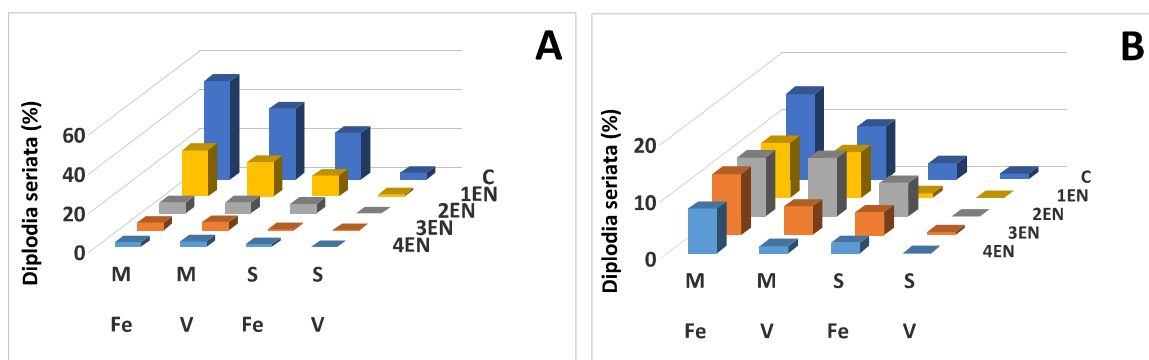 A
Diplodia seriata (%)
60
40
20
0
C
1EN
2EN
3EN
4EN
M M S S
Fe V Fe V
B
Diplodia seriata (%)
20
10
0
C
1EN
2EN
3EN
4EN
M M S S
Fe V Fe V